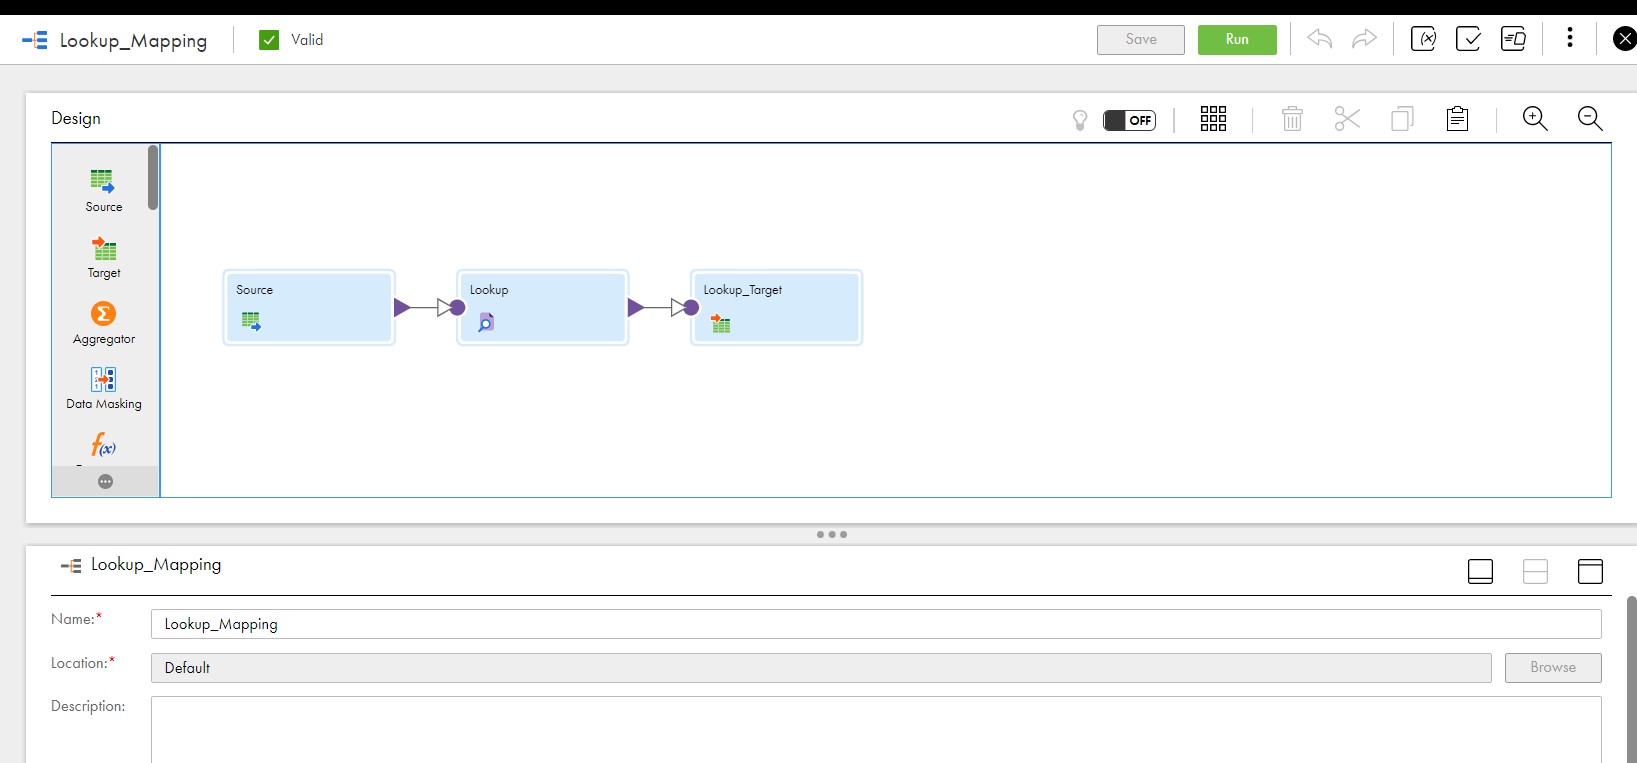 Lookup_Mapping
Valid
Save
Run
Design
OFF
Source
Target
Aggregator
Data Masking
Source
Lookup
Lookup_Target
Lookup_Mapping
Name:*
Lookup_Mapping
Location:*
Default
Browse
Description: